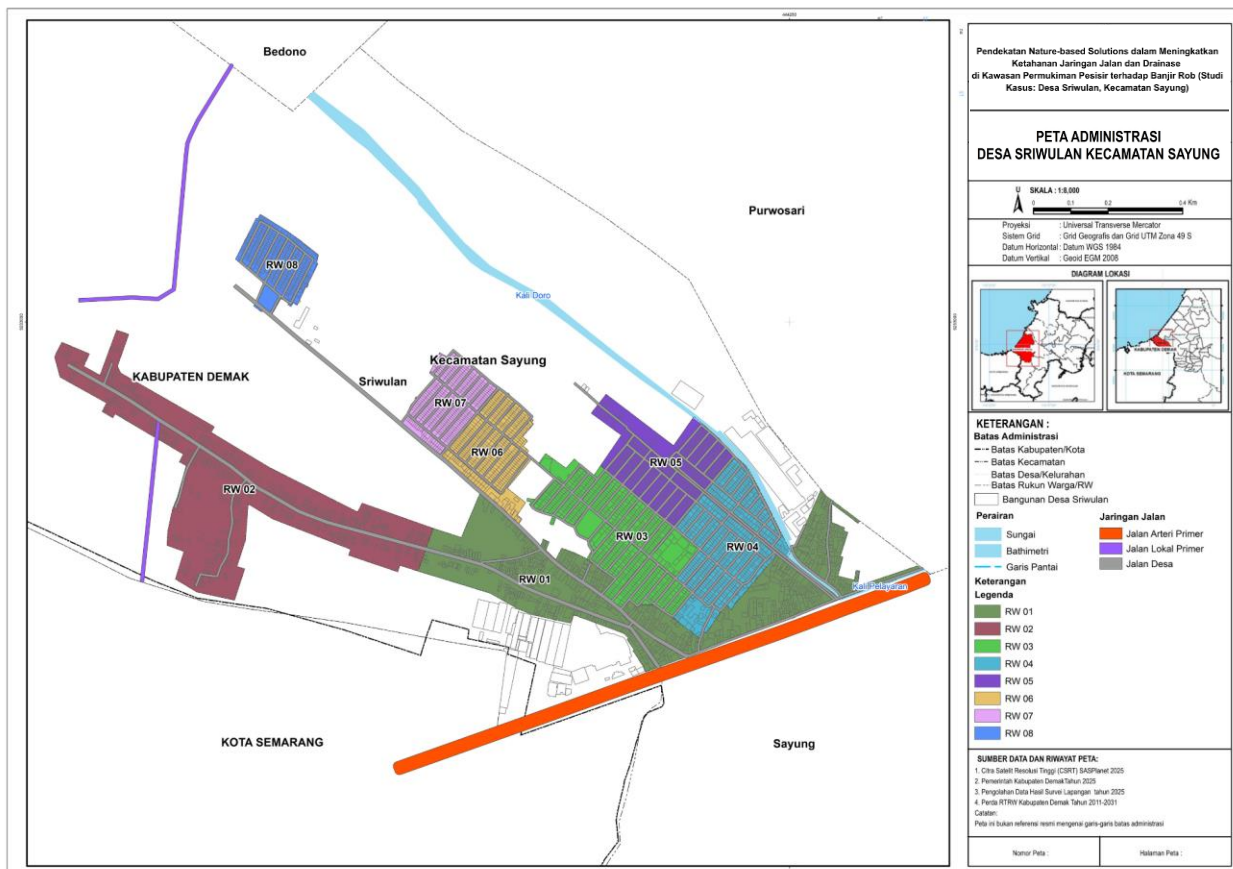 Bedono
Purwosari
RW 08
Kali Doro
Kecamatan Sayung
KABUPATEN DEMAK
Sriwulan
RW 07
RW 06
RW 05
RW 02
RW 03
RW 04
RW 01
Kali Pelayaran
KOTA SEMARANG
Sayung
Pendekatan Nature-based Solutions dalam Meningkatkan
Ketahanan Jaringan Jalan dan Drainase
di Kawasan Permukiman Pesisir terhadap Banjir Rob (Studi
Kasus: Desa Sriwulan, Kecamatan Sayung)
PETA ADMINISTRASI
DESA SRIWULAN KECAMATAN SAYUNG
U
SKALA : 1:8,000
0 0.1 0.2 0.4 Km
Proyeksi : Universal Transverse Mercator
Sistem Grid : Grid Geografis dan Grid UTM Zona 49 S
Datum Horizontal : Datum WGS 1984
Datum Vertikal : Geoid EGM 2008
DIAGRAM LOKASI
KABUPATEN DEMAK
KOTA SEMARANG
KETERANGAN :
Batas Administrasi
Batas Kabupaten/Kota
Batas Kecamatan
Batas Desa/Kelurahan
Batas Rukun Warga/RW
Bangunan Desa Sriwulan
Perairan
Sungai
Bathimetri
Garis Pantai
Jaringan Jalan
Jalan Arteri Primer
Jalan Lokal Primer
Jalan Desa
Keterangan
Legenda
RW 01
RW 02
RW 03
RW 04
RW 05
RW 06
RW 07
RW 08
SUMBER DATA DAN RIWAYAT PETA:
1. Citra Satelit Resolusi Tinggi (CSRT) SASPlanet 2025
2. Pemerintah Kabupaten DemakTahun 2025
3. Pengolahan Data Hasil Survei Lapangan tahun 2025
4. Perda RTRW Kabupaten Demak Tahun 2011-2031
Catatan:
Peta ini bukan referensi resmi mengenai garis-garis batas administrasi
Nomor Peta :
Halaman Peta :